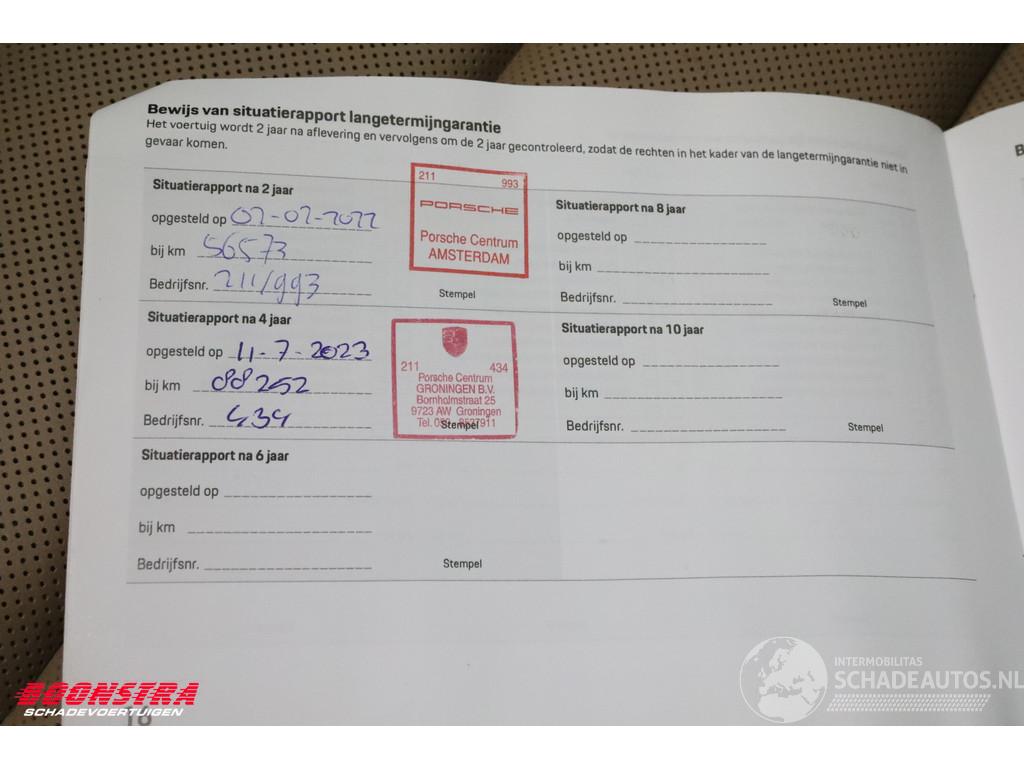 Bewijs van situatierapport langetermijngarantie
Het voertuig wordt 2 jaar na aflevering en vervolgens om de 2 jaar gecontroleerd, zodat de rechten in het kader van de langetermijngarantie niet in
gevaar komen.
Situatierapport na 2 jaar
opgesteld op 07-07-2022
bij km 56573
Bedrijfsnr. 211/993
211 993
PORSCHE
Porsche Centrum
AMSTERDAM
Stempel
Situatierapport na 4 jaar
opgesteld op 11-7-2023
bij km 88252
Bedrijfsnr. 434
211 434
Porsche Centrum
GRONINGEN B.V.
Bornholmstraat 25
9723 AW Groningen
Tel. 7911
Stempel
Situatierapport na 6 jaar
opgesteld op
bij km
Bedrijfsnr.
Stempel
Situatierapport na 8 jaar
opgesteld op
bij km
Bedrijfsnr.
Stempel
Situatierapport na 10 jaar
opgesteld op
bij km
Bedrijfsnr.
Stempel
B
BOONSTRA
SCHADEVOERTUIGEN
INTERMOBILITAS
SCHADEAUTOS.NL